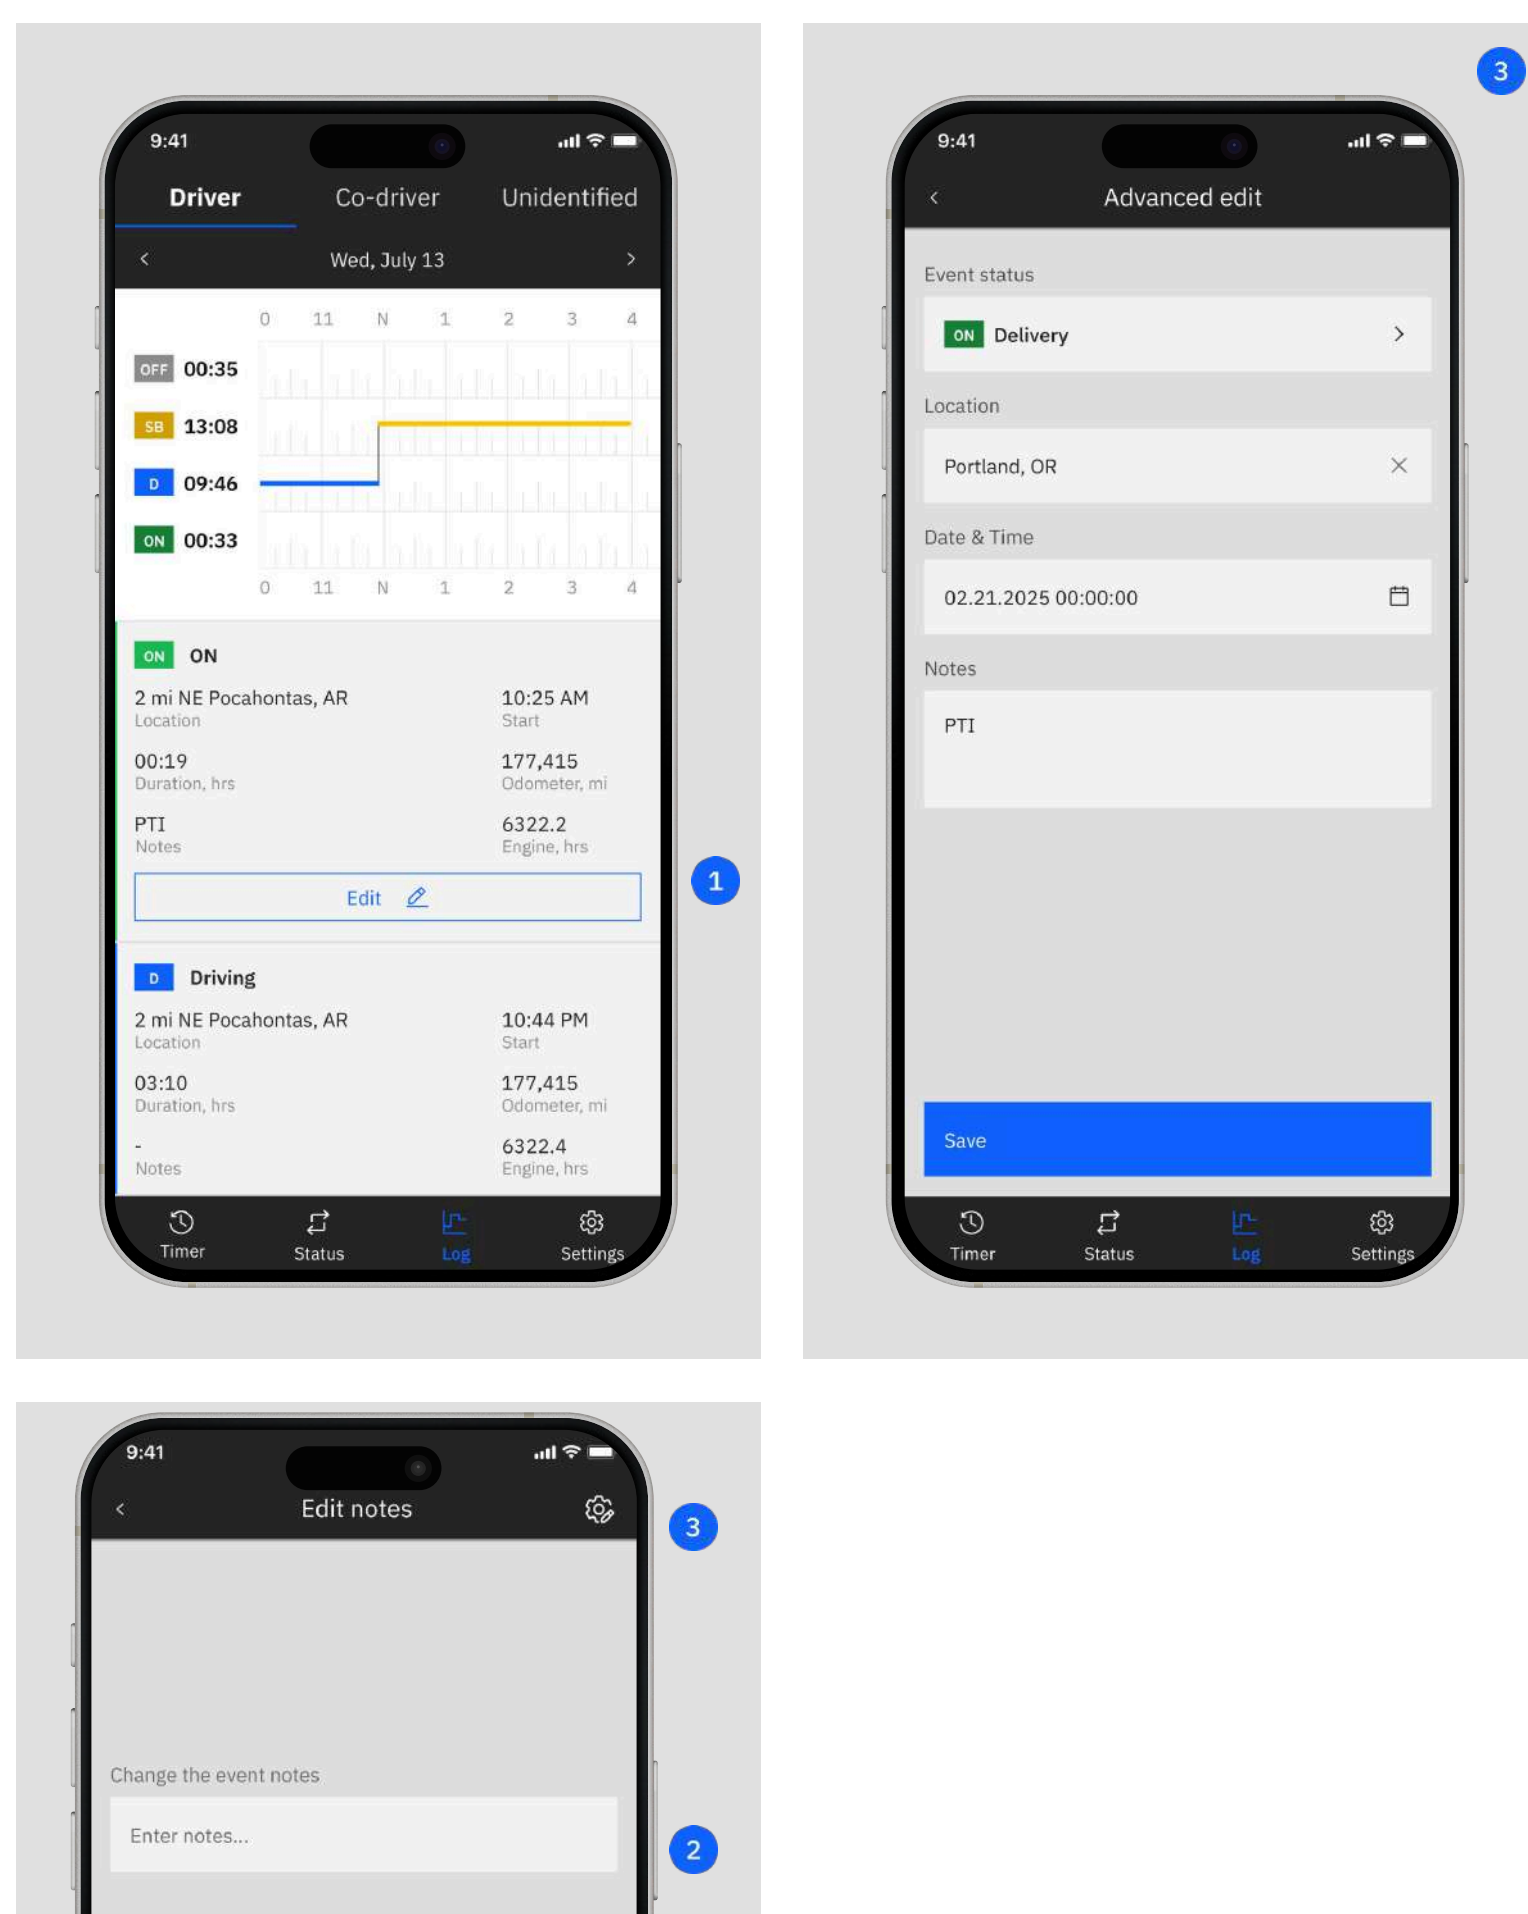 9:41
Driver Co-driver Unidentified
Wed, July 13
0 11 N 1 2 3 4
OFF 00:35
SB 13:08
D 09:46
ON 00:33
0 11 N 1 2 3 4
ON ON
2 mi NE Pocahontas, AR 10:25 AM
Location Start
00:19 177,415
Duration, hrs Odometer, mi
PTI 6322.2
Notes Engine, hrs
Edit
1
D Driving
2 mi NE Pocahontas, AR 10:44 PM
Location Start
03:10 177,415
Duration, hrs Odometer, mi
- 6322.4
Notes Engine, hrs
Timer Status Log Settings
3
9:41
Advanced edit
Event status
ON Delivery
Location
Portland, OR
Date & Time
02.21.2025 00:00:00
Notes
PTI
Save
Timer Status Log Settings
9:41
Edit notes
3
Change the event notes
Enter notes...
2